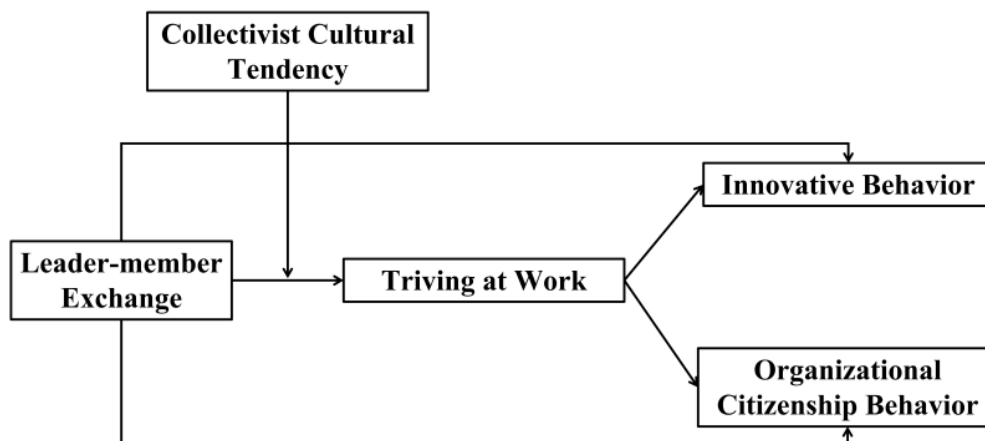 Collectivist Cultural
Tendency
Innovative Behavior
Leader-member
Exchange
Triving at Work
Organizational
Citizenship Behavior